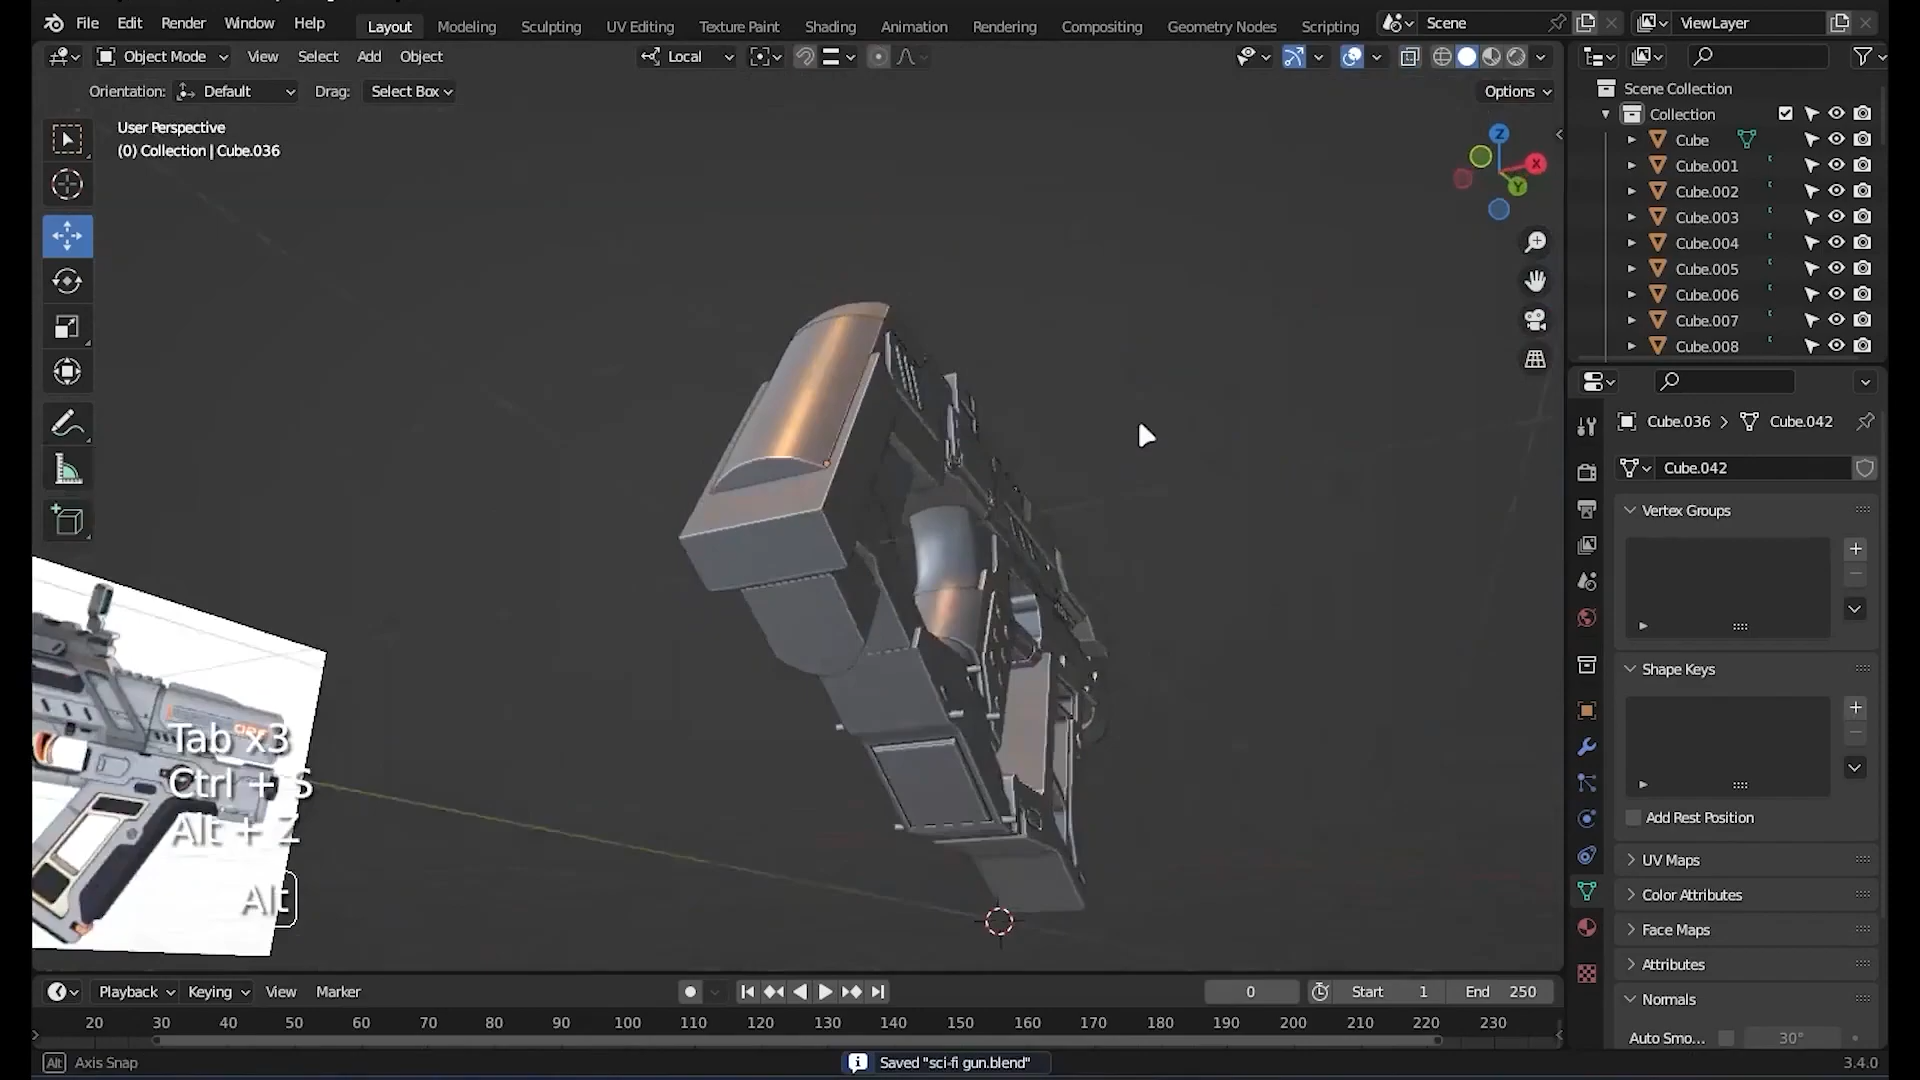 File Edit Render Window Help Layout Modeling Sculpting UV Editing Texture Paint Shading Animation Rendering Compositing Geometry Nodes Scripting Scene ViewLayer
Object Mode View Select Add Object Local
Orientation: Default Drag: Select Box Options
User Perspective
(0) Collection | Cube.036
Z
X
Y
Scene Collection
Collection
Cube
Cube.001
Cube.002
Cube.003
Cube.004
Cube.005
Cube.006
Cube.007
Cube.008
Cube.036 > Cube.042
Cube.042
Vertex Groups
Shape Keys
Add Rest Position
UV Maps
Color Attributes
Face Maps
Attributes
Normals
Auto Smo... 30°
Tab x3
Ctrl + S
Alt + Z
Alt
Playback Keying View Marker 0 Start 1 End 250
20 30 40 50 60 70 80 90 100 110 120 130 140 150 160 170 180 190 200 210 220 230
Alt Axis Snap Saved "sci-fi gun.blend" 3.4.0